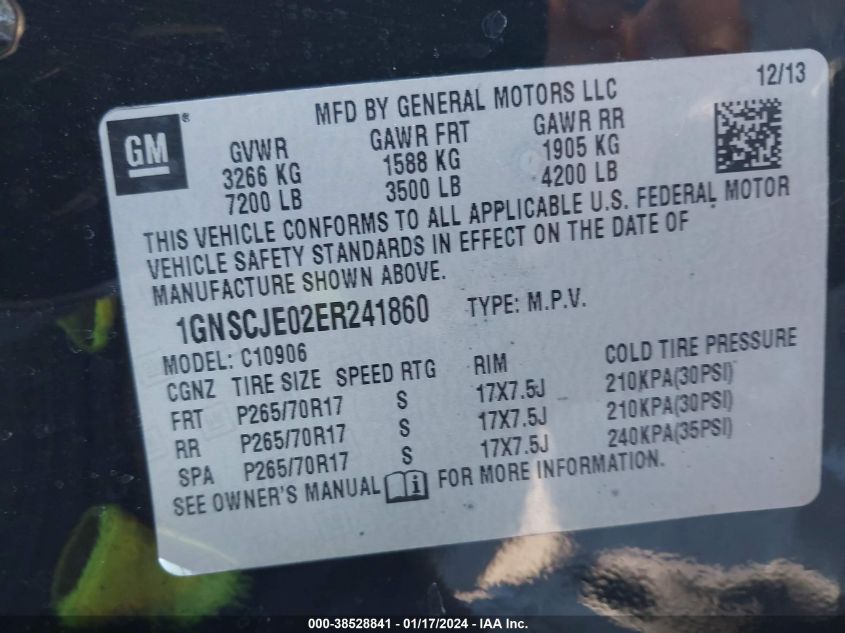 MFD BY GENERAL MOTORS LLC 12/13
GM ®
GVWR GAWR FRT GAWR RR
3266 KG 1588 KG 1905 KG
7200 LB 3500 LB 4200 LB
THIS VEHICLE CONFORMS TO ALL APPLICABLE U.S. FEDERAL MOTOR
VEHICLE SAFETY STANDARDS IN EFFECT ON THE DATE OF
MANUFACTURE SHOWN ABOVE.
1GNSCJE02ER241860 TYPE: M.P.V.
MODEL: C10906
CGNZ TIRE SIZE SPEED RTG RIM COLD TIRE PRESSURE
FRT P265/70R17 S 17X7.5J 210KPA(30PSI)
RR P265/70R17 S 17X7.5J 210KPA(30PSI)
SPA P265/70R17 S 17X7.5J 240KPA(35PSI)
SEE OWNER'S MANUAL FOR MORE INFORMATION.
000-38528841 - 01/17/2024 - IAA Inc.